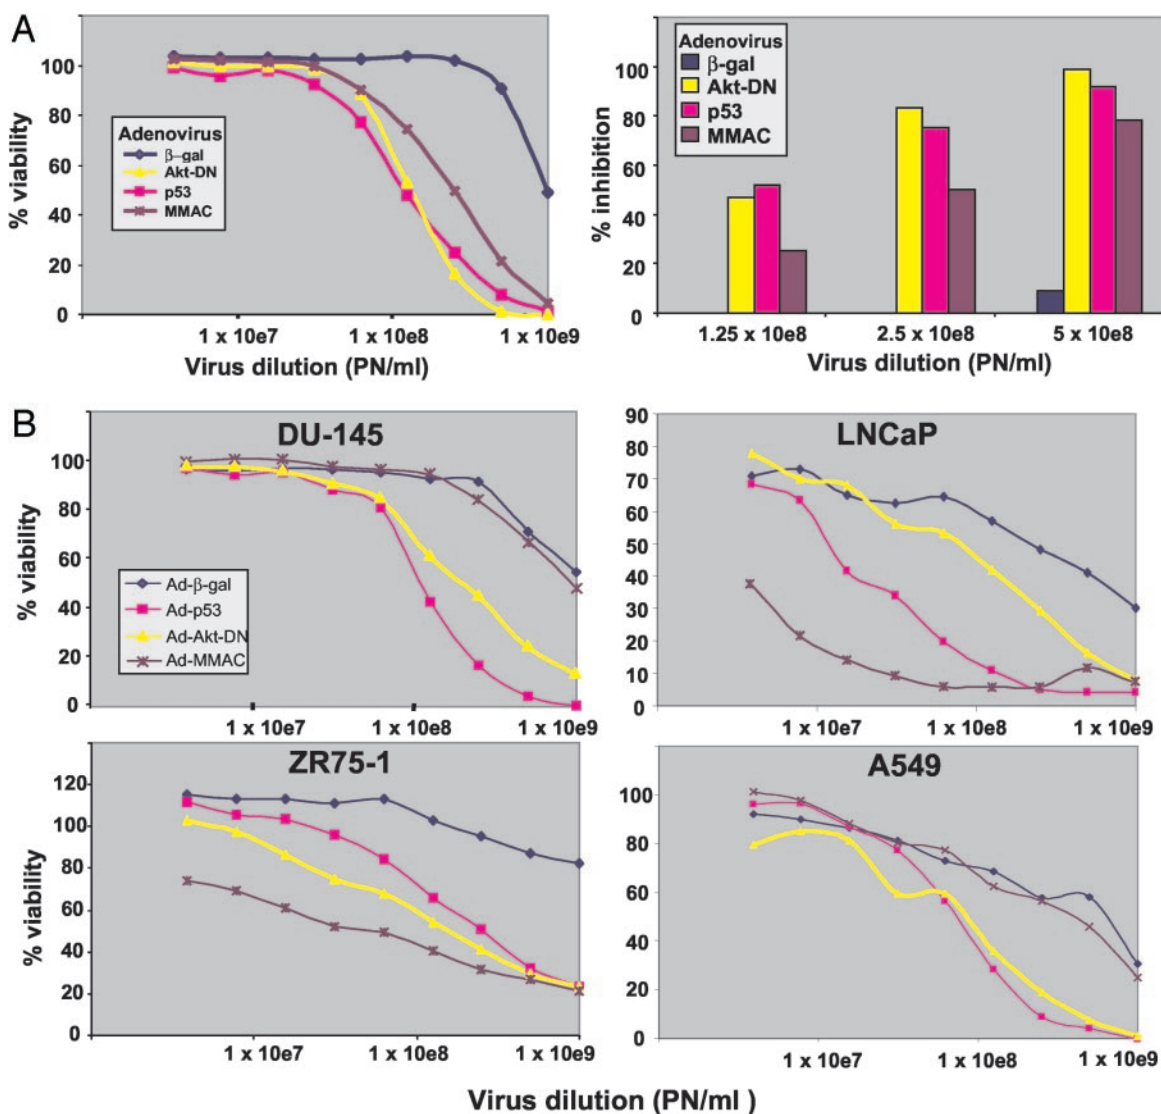 A
% viability
100
80
60
40
20
0
Adenovirus
β–gal
Akt-DN
p53
MMAC
1 x 10e7
1 x 10e8
1 x 10e9
Virus dilution (PN/ml)
% inhibition
100
80
60
40
20
0
Adenovirus
β-gal
Akt-DN
p53
MMAC
1.25 x 10e8
2.5 x 10e8
5 x 10e8
Virus dilution (PN/ml)
B
DU-145
% viability
100
80
60
40
20
0
Ad-β-gal
Ad-p53
Ad-Akt-DN
Ad-MMAC
1 x 10e7
1 x 10e8
1 x 10e9
LNCaP
90
80
70
60
50
40
30
20
10
0
1 x 10e7
1 x 10e8
1 x 10e9
ZR75-1
% viability
120
100
80
60
40
20
0
1 x 10e7
1 x 10e8
1 x 10e9
A549
100
80
60
40
20
0
1 x 10e7
1 x 10e8
1 x 10e9
Virus dilution (PN/ml )